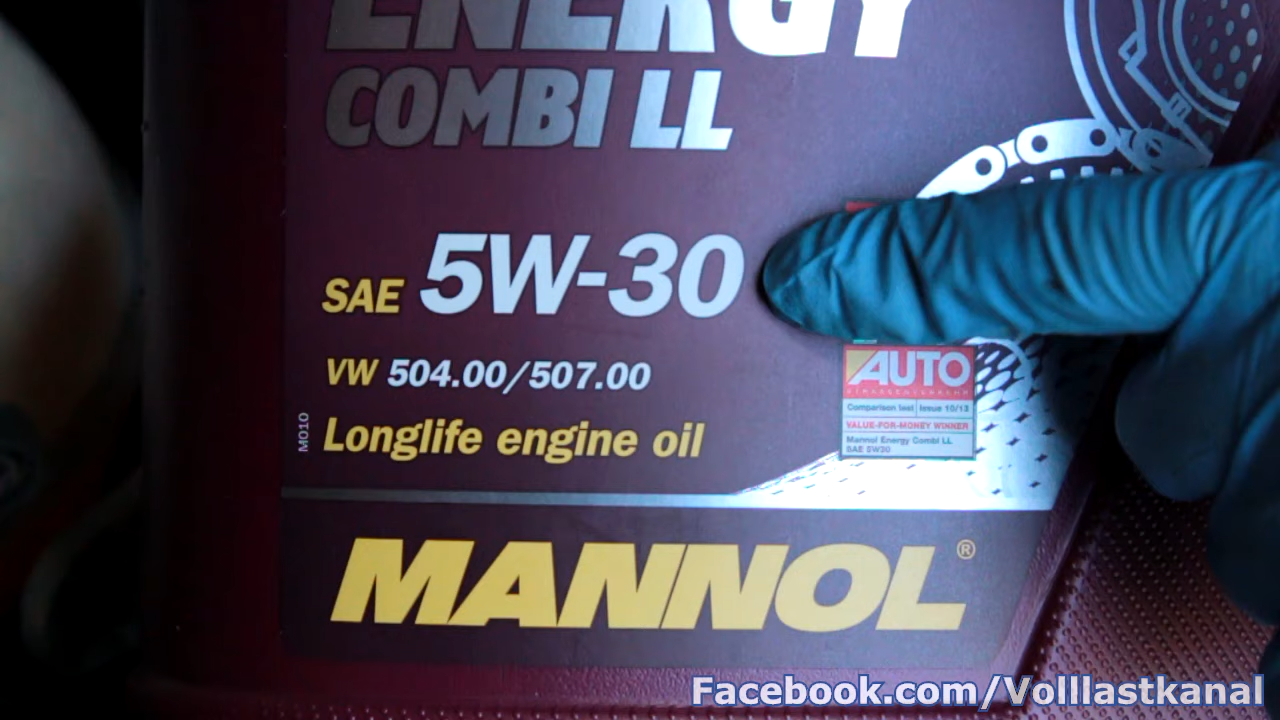 ENERGY
COMBI LL
SAE 5W-30
VW 504.00/507.00
M010
Longlife engine oil
AUTO
Comparison test Issue 10/13
VALUE-FOR-MONEY WINNER
Mannol Energy Combi LL
SAE 5W30
MANNOL®
Facebook.com/Volllastkanal